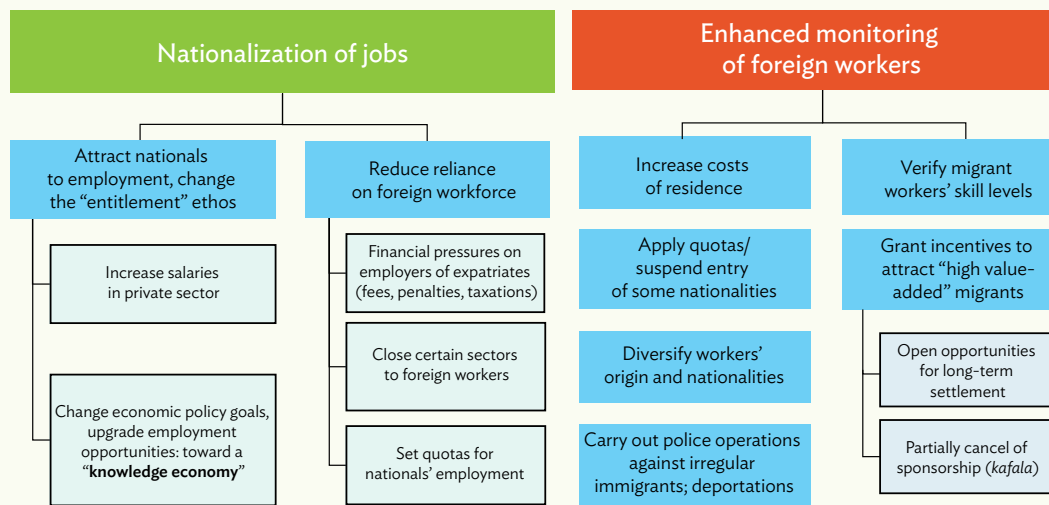 Nationalization of jobs
Attract nationals
to employment, change
the “entitlement” ethos
Increase salaries
in private sector
Change economic policy goals,
upgrade employment
opportunities: toward a
“knowledge economy”
Reduce reliance
on foreign workforce
Financial pressures on
employers of expatriates
(fees, penalties, taxations)
Close certain sectors
to foreign workers
Set quotas for
nationals’ employment
Enhanced monitoring
of foreign workers
Increase costs
of residence
Apply quotas/
suspend entry
of some nationalities
Diversify workers’
origin and nationalities
Carry out police operations
against irregular
immigrants; deportations
Verify migrant
workers’ skill levels
Grant incentives to
attract “high value-
added” migrants
Open opportunities
for long-term
settlement
Partially cancel of
sponsorship (kafala)